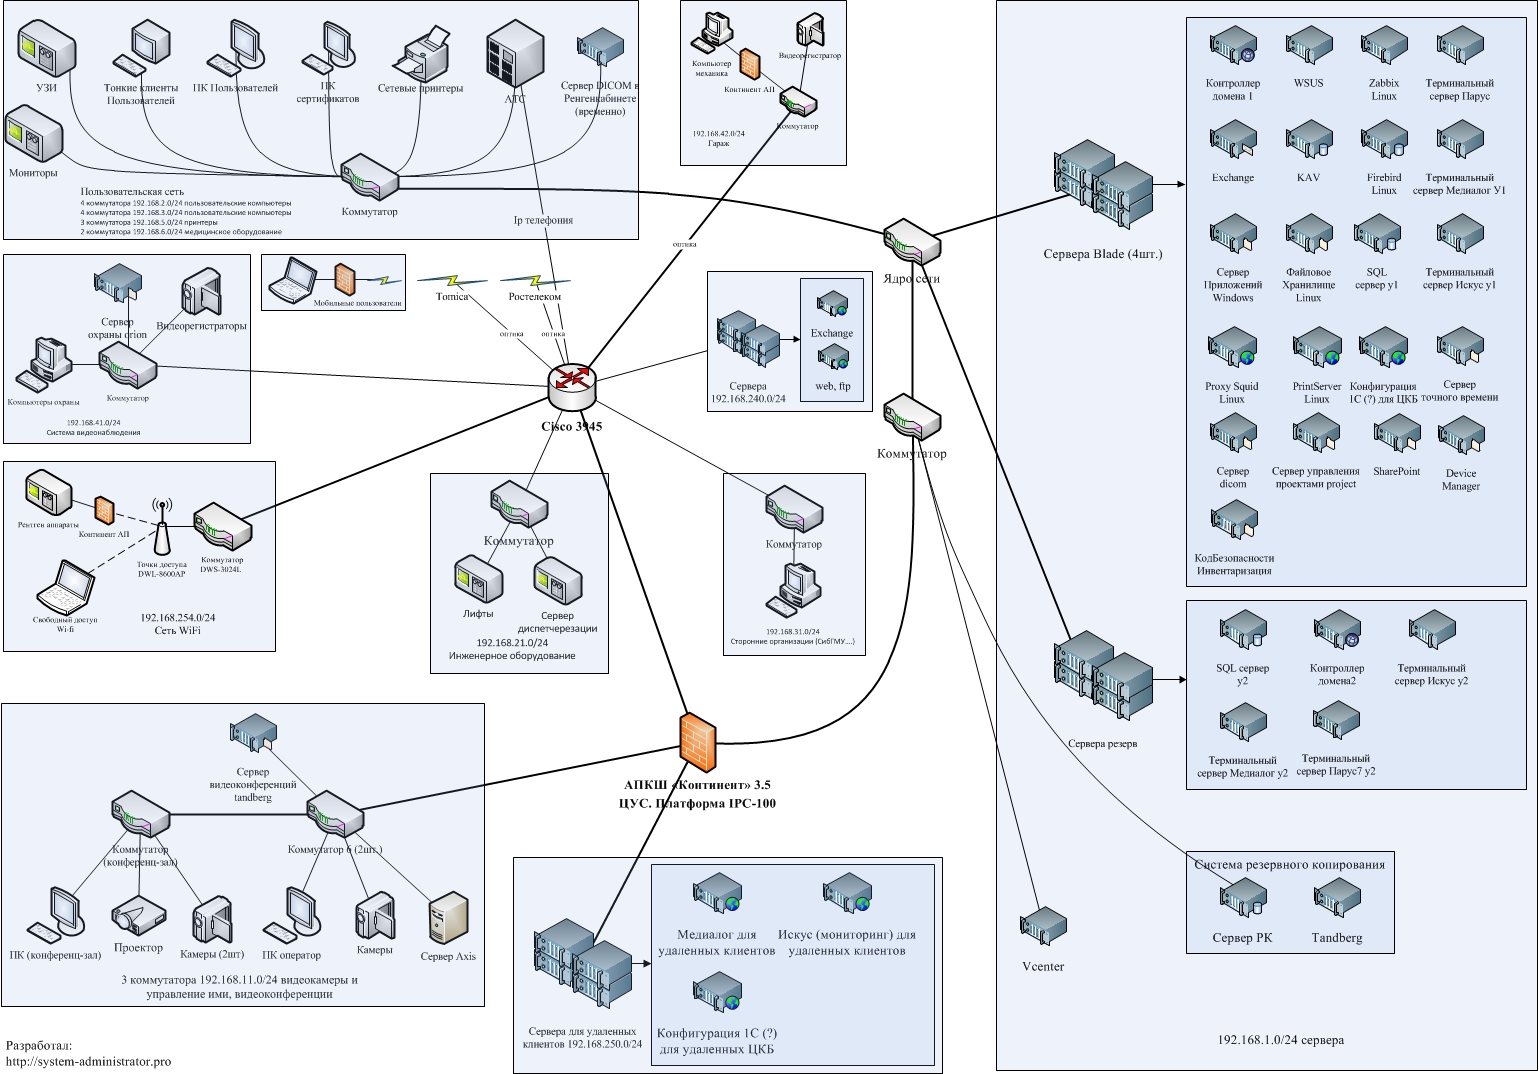 УЗИ
Тонкие клиенты
Пользователей
ПК Пользователей
ПК
сертификатов
Сетевые принтеры
АТС
Сервер DICOM в
Ренгенкабинете
(временно)
Мониторы
Коммутатор
Пользовательская сеть
4 коммутатора 192.168.2.0/24 пользовательские компьютеры
4 коммутатора 192.168.3.0/24 пользовательские компьютеры
3 коммутатора 192.168.5.0/24 принтеры
2 коммутатора 192.168.6.0/24 медицинское оборудование
Ip телефония
Компьютер
механика
Видеорегистратор
Континент АП
Коммутатор
192.168.42.0/24
Гараж
оптика
Сервер
охраны orion
Видеорегистраторы
Компьютеры охраны
Коммутатор
192.168.41.0/24
Система видеонаблюдения
Мобильные пользователи
Tomica
Ростелеком
оптика
оптика
Cisco 3945
Сервера
192.168.240.0/24
Exchange
web, ftp
Ядро сети
Коммутатор
Рентген аппараты
Континент АП
Точки доступа
DWL-8600AP
Коммутатор
DWS-3024L
Свободный доступ
Wi-fi
192.168.254.0/24
Сеть WiFi
Коммутатор
Лифты
Сервер
диспетчерезации
192.168.21.0/24
Инженерное оборудование
Коммутатор
192.168.31.0/24
Сторонние организации (СибГМУ....)
АПКШ «Континент» 3.5
ЦУС. Платформа IPC-100
Сервер
видеоконференций
tandberg
Коммутатор
(конференц-зал)
Коммутатор 6 (2шт.)
ПК (конференц-зал)
Проектор
Камеры (2шт)
ПК оператор
Камеры
Сервер Axis
3 коммутатора 192.168.11.0/24 видеокамеры и
управление ими, видеоконференции
Сервера для удаленных
клиентов 192.168.250.0/24
Медиалог для
удаленных клиентов
Искус (мониторинг) для
удаленных клиентов
Конфигурация 1С (?)
для удаленных ЦКБ
Сервера Blade (4шт.)
Контроллер
домена 1
WSUS
Zabbix
Linux
Терминальный
сервер Парус
Exchange
KAV
Firebird
Linux
Терминальный
сервер Медиалог У1
Сервер
Приложений
Windows
Файловое
Хранилище
Linux
SQL
сервер у1
Терминальный
сервер Искус у1
Proxy Squid
Linux
PrintServer
Linux
Конфигурация
1С (?) для ЦКБ
Сервер
точного времени
Сервер
dicom
Сервер управления
проектами project
SharePoint
Device
Manager
КодБезопасности
Инвентаризация
Сервера резерв
SQL сервер
у2
Контроллер
домена2
Терминальный
сервер Искус у2
Терминальный
сервер Медиалог у2
Терминальный
сервер Парус7 у2
Система резервного копирования
Сервер РК
Tandberg
Vcenter
192.168.1.0/24 сервера
Разработал:
http://system-administrator.pro